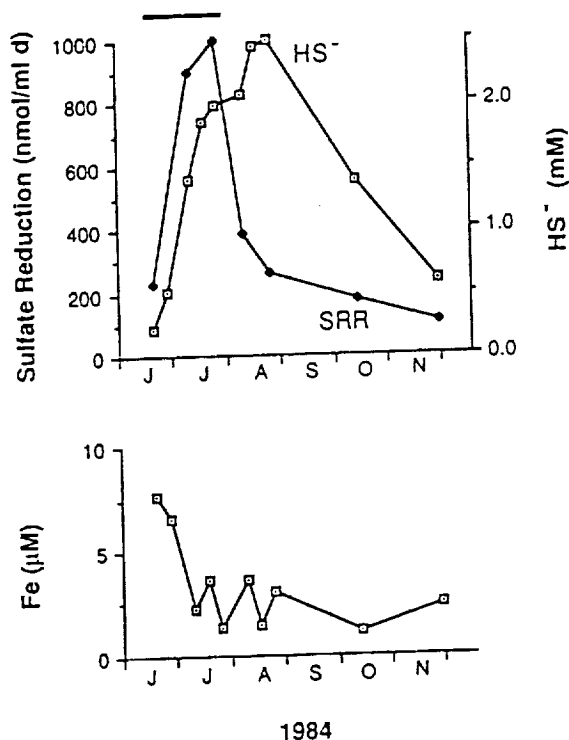 Sulfate Reduction (nmol/ml d)
1000
800
600
400
200
0
HS⁻
SRR
2.0
1.0
0.0
HS⁻ (mM)
J J A S O N
Fe (μM)
10
5
0
J J A S O N
1984